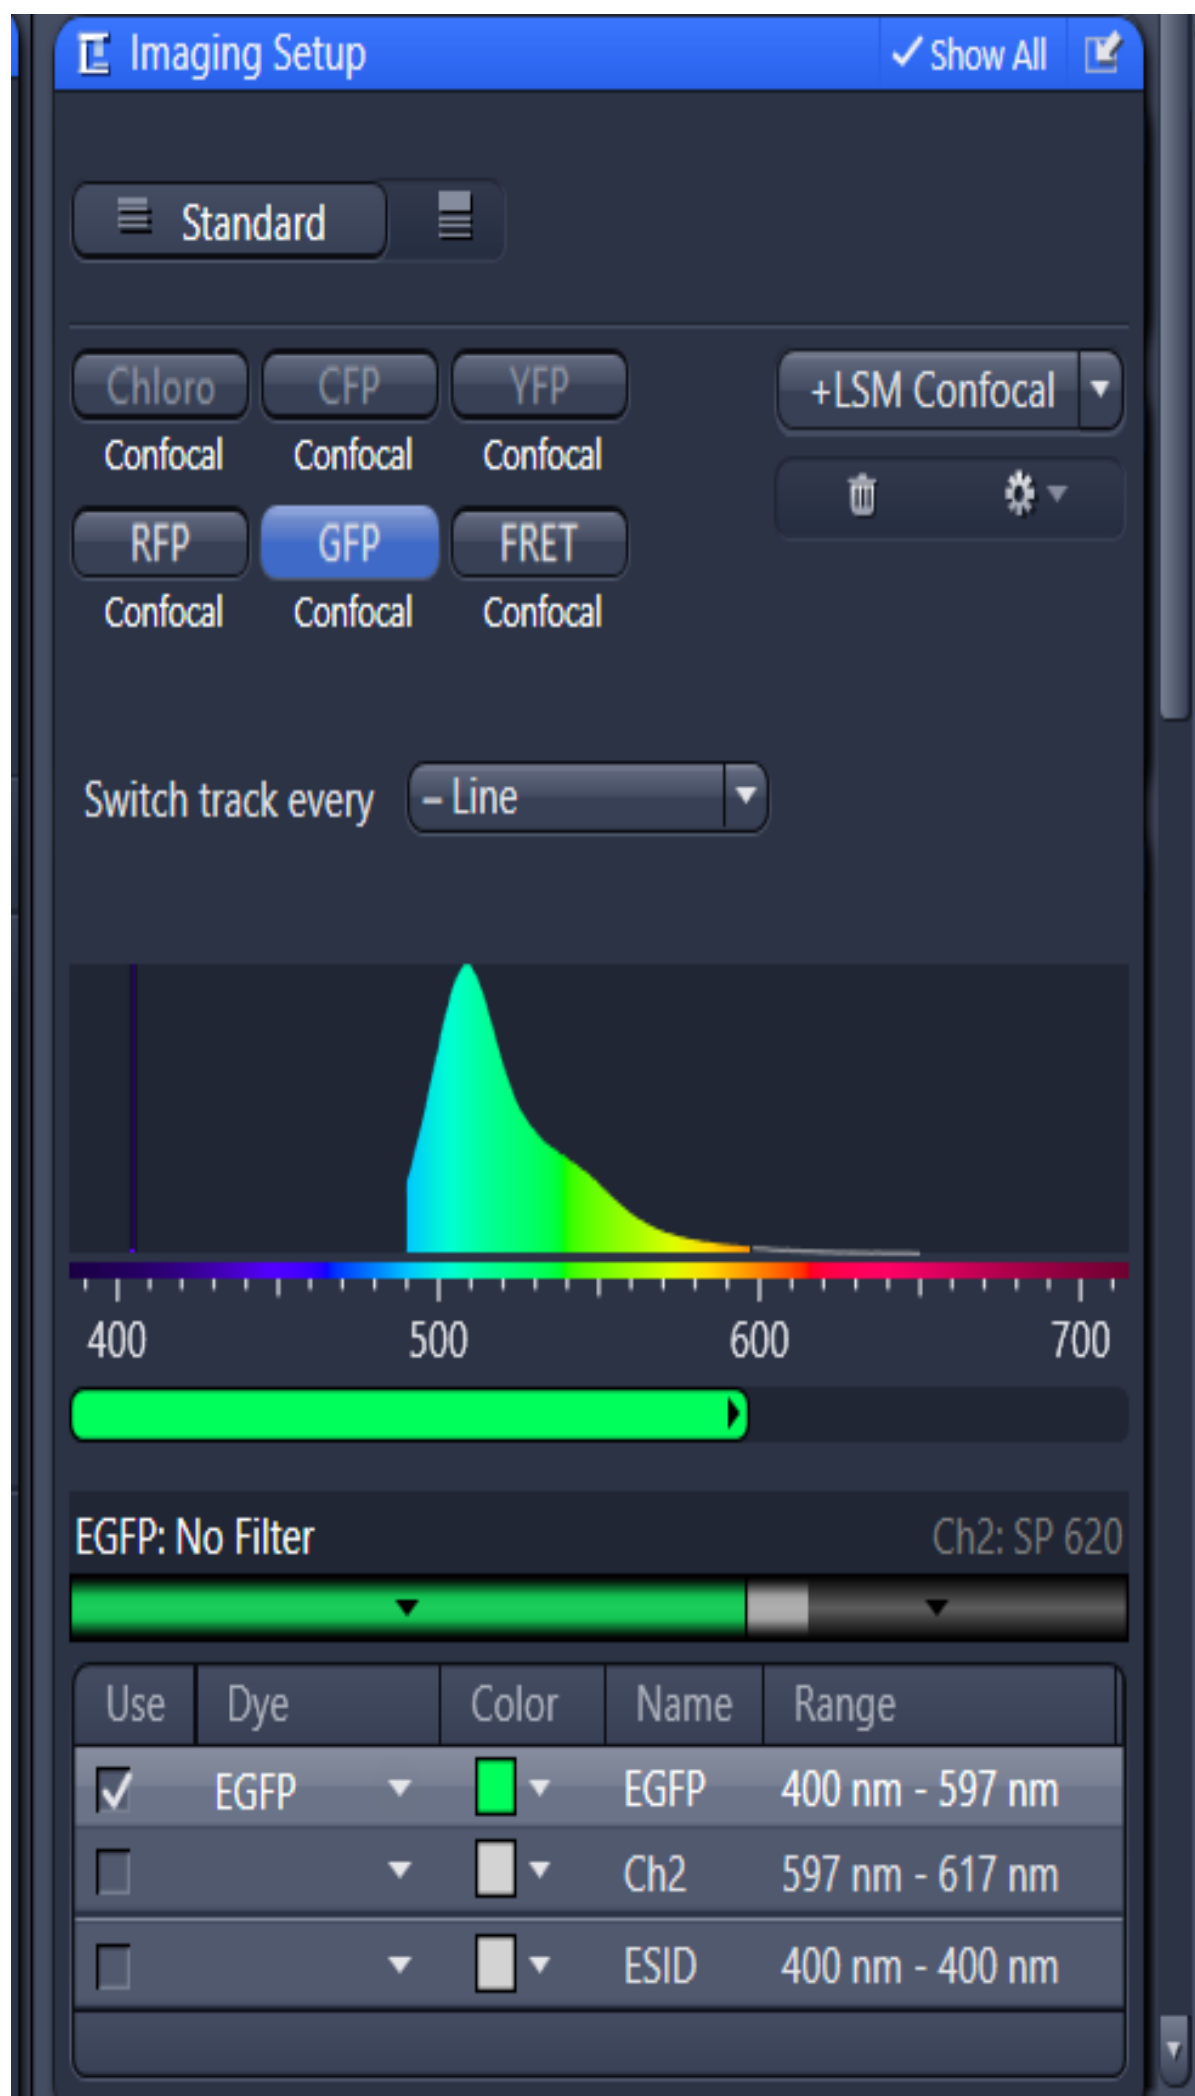 Imaging Setup ✓ Show All
Standard
Chloro CFP YFP +LSM Confocal
Confocal Confocal Confocal
RFP GFP FRET
Confocal Confocal Confocal
Switch track every – Line
400 500 600 700
EGFP: No Filter Ch2: SP 620
Use Dye Color Name Range
EGFP EGFP 400 nm - 597 nm
Ch2 597 nm - 617 nm
ESID 400 nm - 400 nm